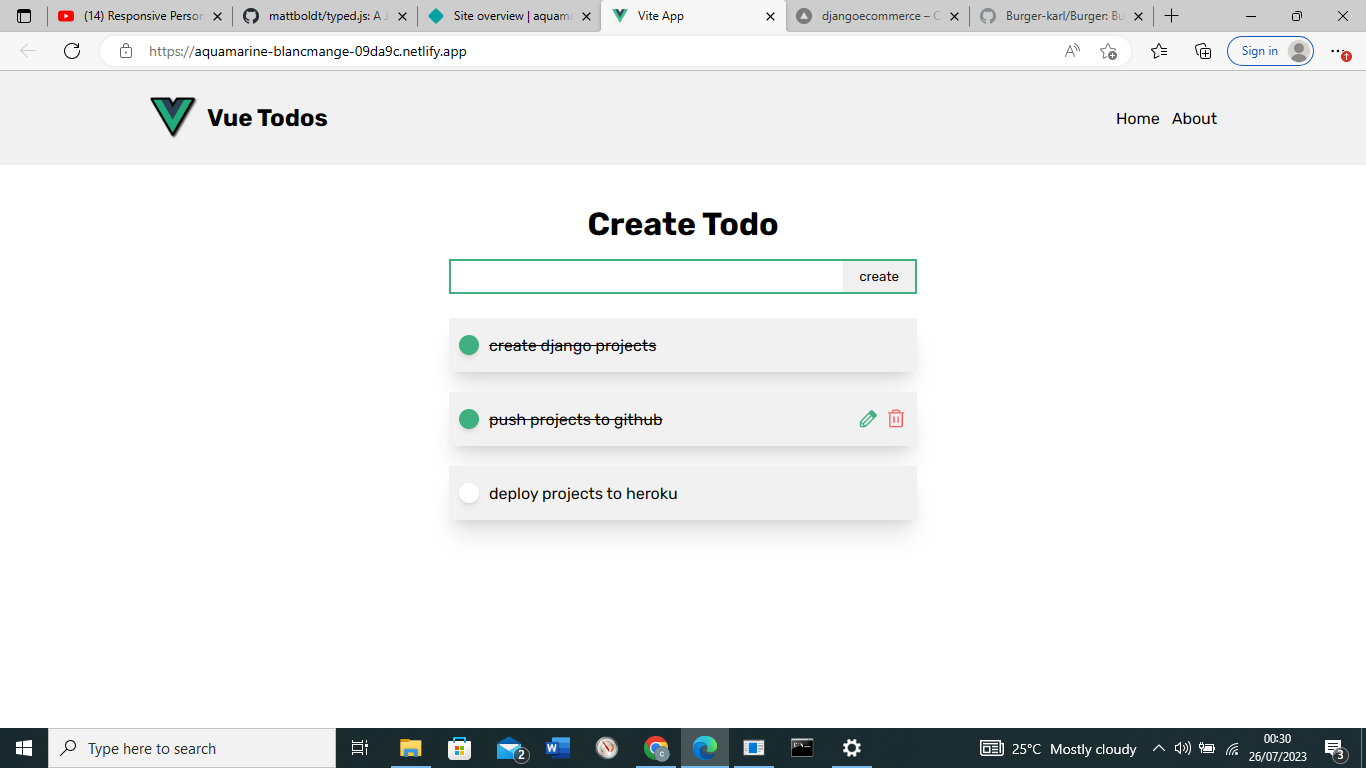 (14) Responsive Person
mattboldt/typed.js: A J
Site overview | aquama
Vite App
djangoecommerce – C
Burger-karl/Burger: Bu
https://aquamarine-blancmange-09da9c.netlify.app
Sign in
Vue Todos
Home About
Create Todo
create
create django projects
push projects to github
deploy projects to heroku
Type here to search
2
C
25°C Mostly cloudy
00:30
26/07/2023
3